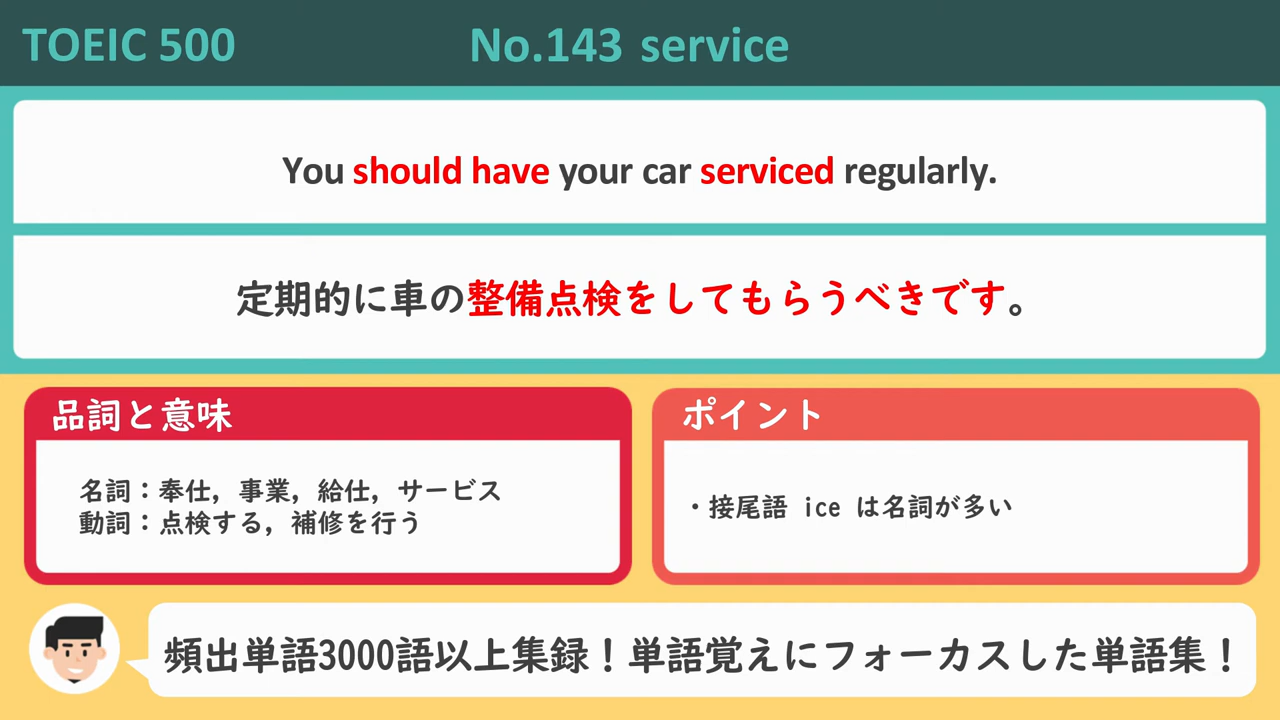 TOEIC 500
No.143 service
You should have your car serviced regularly.
定期的に車の整備点検をしてもらうべきです。
品詞と意味
名詞：奉仕，事業，給仕，サービス
動詞：点検する，補修を行う
ポイント
・接尾語 ice は名詞が多い
頻出単語3000語以上集録！単語覚えにフォーカスした単語集！